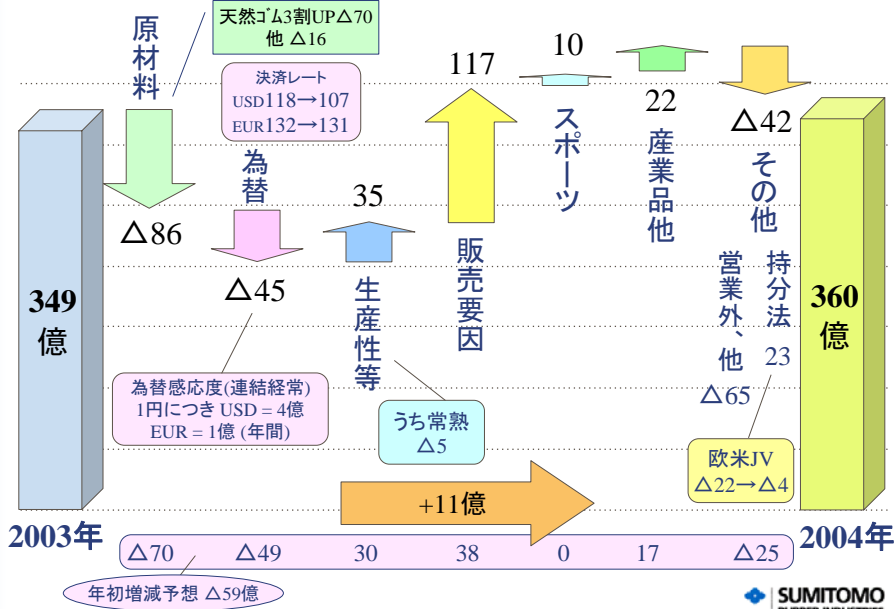 天然ゴム3割UP△70
他 △16
原材料
決済レート
USD118→107
EUR132→131
為替
△86
△45
35
生産性等
117
販売要因
10
スポーツ
22
産業品他
△42
その他
持分法
23
営業外、他
△65
349
億
360
億
為替感応度(連結経常)
1円につき USD = 4億
EUR = 1億 (年間)
うち常熟
△5
欧米JV
△22→△4
+11億
2003年
2004年
△70 △49 30 38 0 17 △25
年初増減予想 △59億
SUMITOMO
RUBBER INDUSTRIES